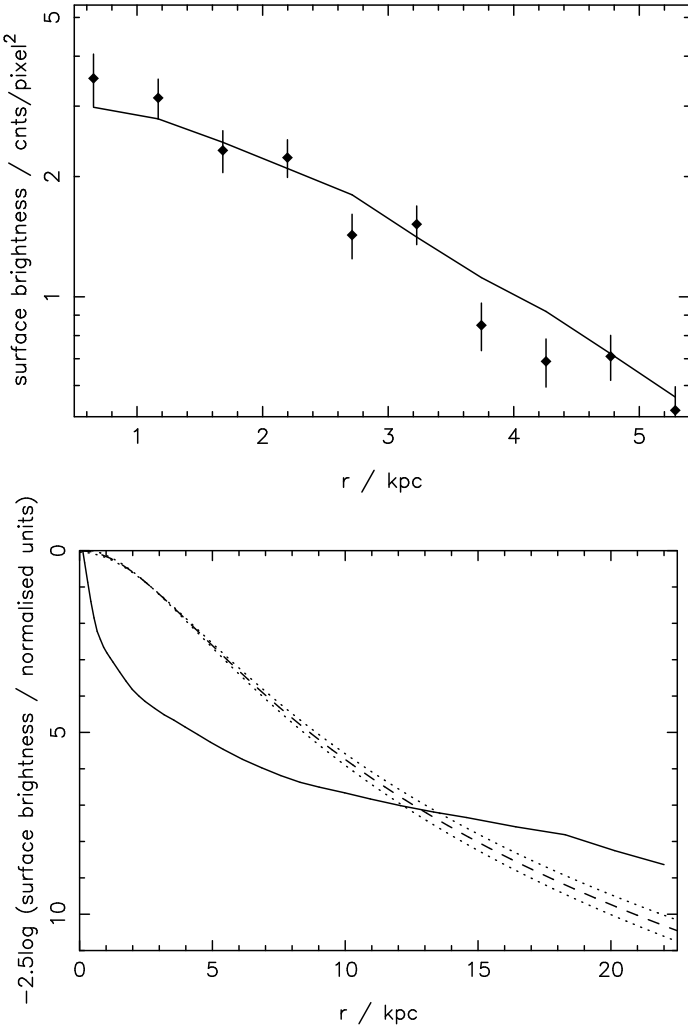 5
2
1
surface brightness / cnts/pixel²
1 2 3 4 5
r / kpc
0
5
10
−2.5log (surface brightness / normalised units)
0 5 10 15 20
r / kpc